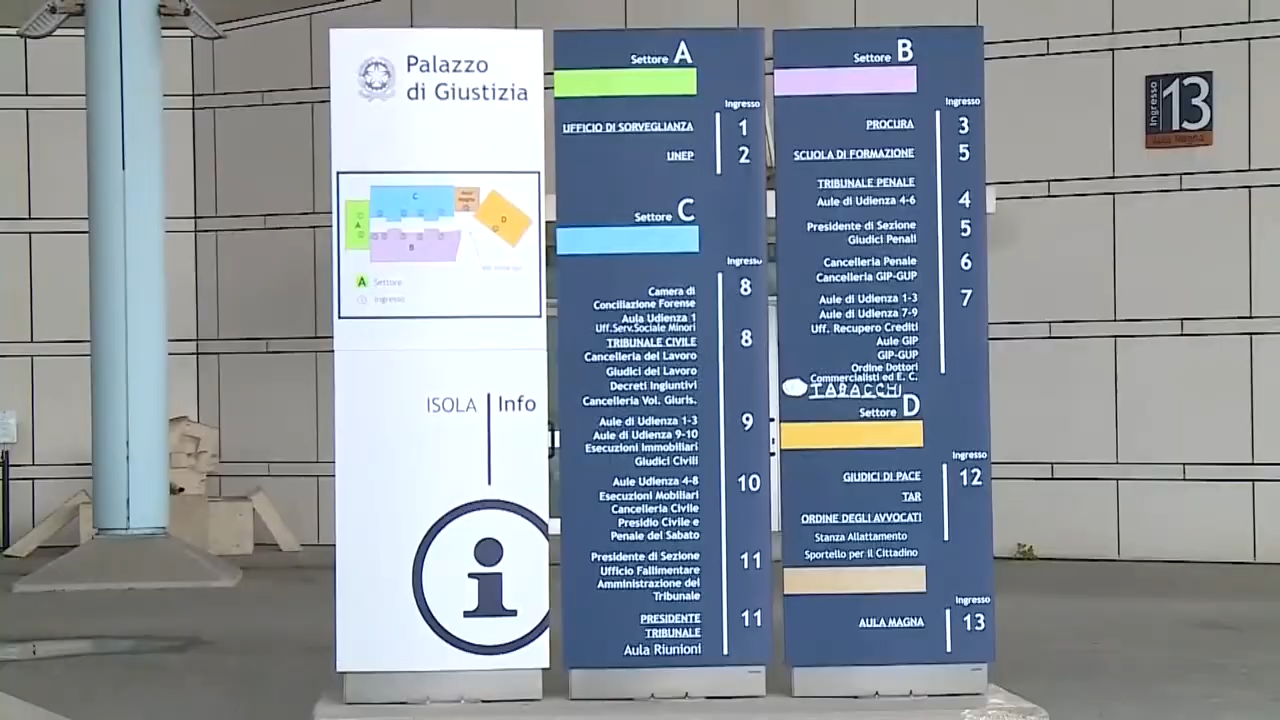 Palazzo
di Giustizia
C
A
D
B
A Settore
Ingresso
ISOLA Info
i
Settore A
Ingresso
UFFICIO DI SORVEGLIANZA 1
UNEP 2
Settore C
Ingresso
Camera di 8
Conciliazione Forense
Aula Udienza 1
Uff.Serv.Sociale Minori
TRIBUNALE CIVILE 8
Cancelleria del Lavoro
Giudici del Lavoro
Decreti Ingiuntivi
Cancelleria Vol. Giuris.
Aule di Udienza 1-3 9
Aule di Udienza 9-10
Esecuzioni Immobiliari
Giudici Civili
Aule Udienza 4-8 10
Esecuzioni Mobiliari
Cancelleria Civile
Presidio Civile e
Penale del Sabato
Presidente di Sezione 11
Ufficio Fallimentare
Amministrazione del
Tribunale
PRESIDENTE 11
TRIBUNALE
Aula Riunioni
Settore B
Ingresso
PROCURA 3
SCUOLA DI FORMAZIONE 5
TRIBUNALE PENALE
Aule di Udienza 4-6 4
Presidente di Sezione 5
Giudici Penali
Cancelleria Penale 6
Cancelleria GIP-GUP
Aule di Udienza 1-3 7
Aule di Udienza 7-9
Uff. Recupero Crediti
Aule GIP
GIP-GUP
Ordine Dottori
Commercialisti ed E. C.
TABACCHI
Settore D
Ingresso
GIUDICI DI PACE 12
TAR
ORDINE DEGLI AVVOCATI
Stanza Allattamento
Sportello per il Cittadino
Ingresso
AULA MAGNA 13
Ingresso 13
Aula Magna